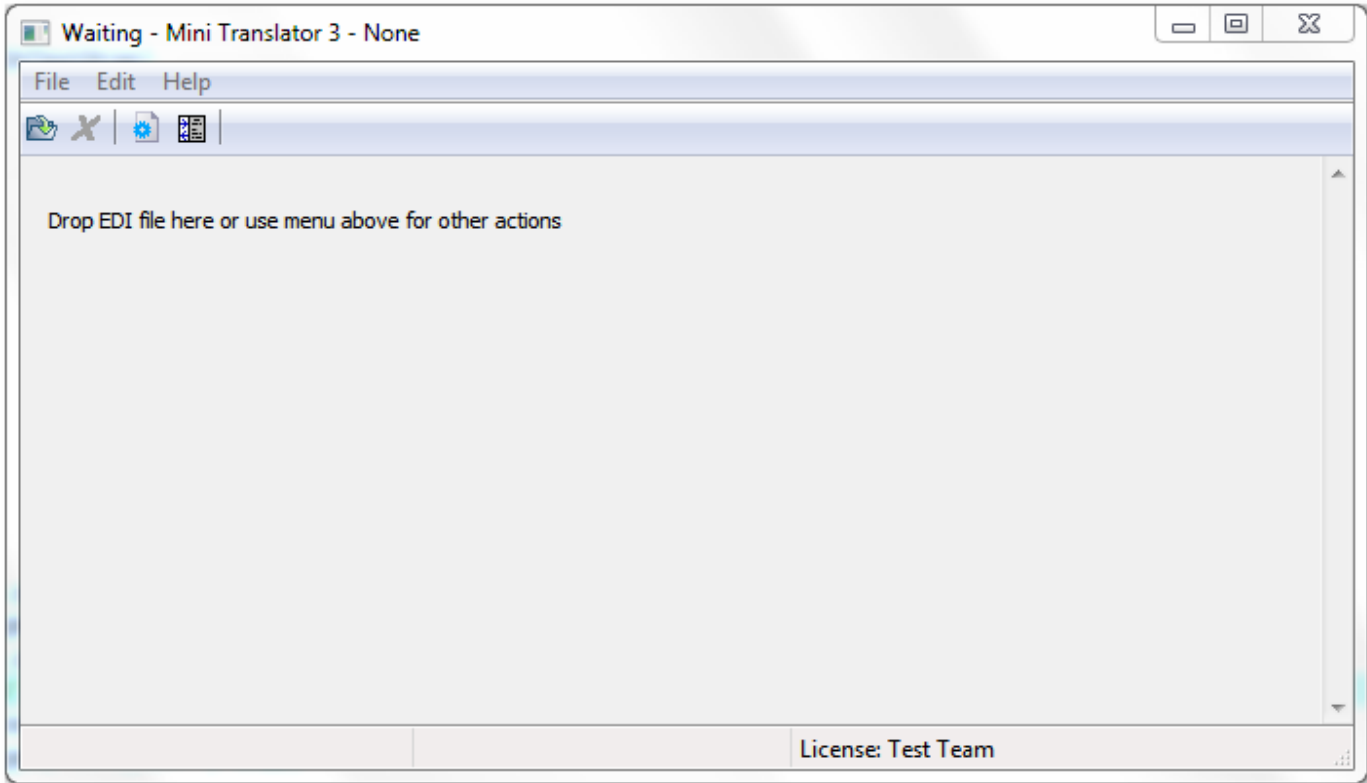 Waiting - Mini Translator 3 - None
File Edit Help
Drop EDI file here or use menu above for other actions
License: Test Team